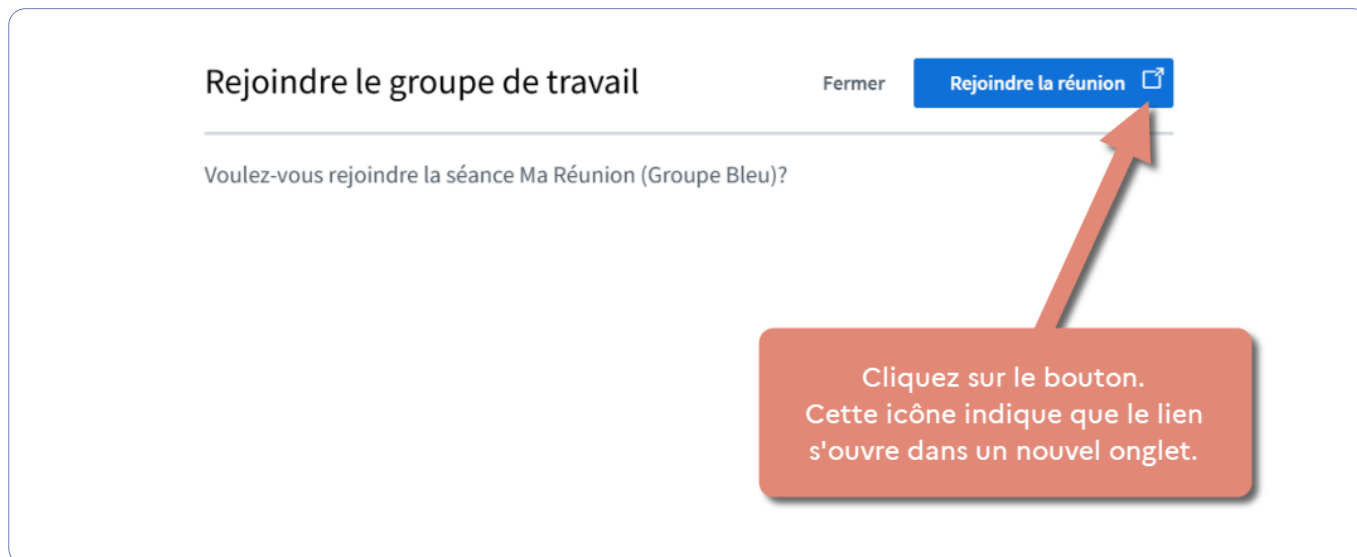 Rejoindre le groupe de travail
Fermer
Rejoindre la réunion
Voulez-vous rejoindre la séance Ma Réunion (Groupe Bleu)?
Cliquez sur le bouton.
Cette icône indique que le lien
s'ouvre dans un nouvel onglet.